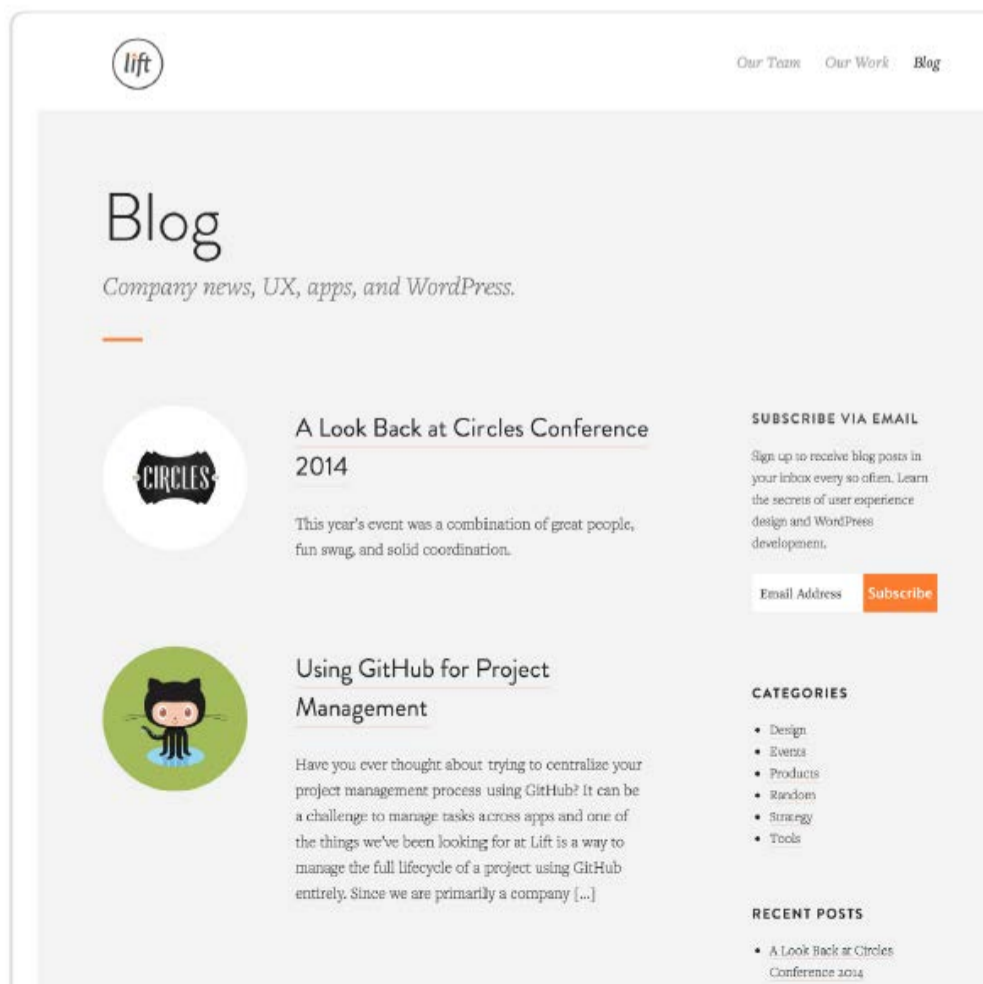 lift
Our Team Our Work Blog
Blog
Company news, UX, apps, and WordPress.
CIRCLES
A Look Back at Circles Conference
2014
This year's event was a combination of great people,
fun swag, and solid coordination.
Using GitHub for Project
Management
Have you ever thought about trying to centralize your
project management process using GitHub? It can be
a challenge to manage tasks across apps and one of
the things we've been looking for at Lift is a way to
manage the full lifecycle of a project using GitHub
entirely. Since we are primarily a company [...]
SUBSCRIBE VIA EMAIL
Sign up to receive blog posts in
your inbox every so often. Learn
the secrets of user experience
design and WordPress
development.
Email Address Subscribe
CATEGORIES
• Design
• Events
• Products
• Random
• Strategy
• Tools
RECENT POSTS
• A Look Back at Circles
Conference 2014